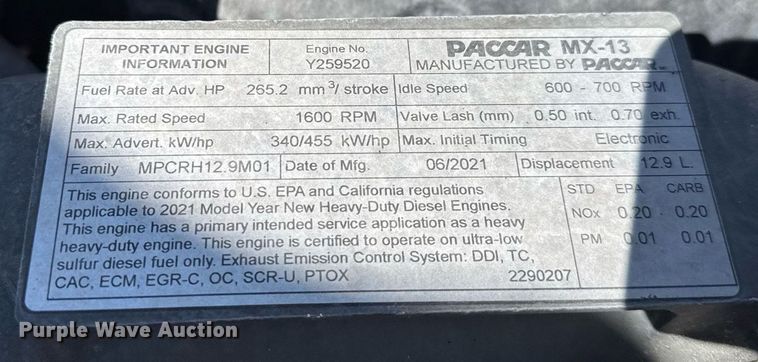 IMPORTANT ENGINE INFORMATION
Engine No. Y259520
PACCAR MX-13
MANUFACTURED BY PACCAR INC
Fuel Rate at Adv. HP 265.2 mm³/ stroke
Idle Speed 600 - 700 RPM
Max. Rated Speed 1600 RPM
Valve Lash (mm) 0.50 int. 0.70 exh.
Max. Advert. kW/hp 340/455 kW/hp
Max. Initial Timing Electronic
Family MPCRH12.9M01
Date of Mfg. 06/2021
Displacement 12.9 L.
This engine conforms to U.S. EPA and California regulations
applicable to 2021 Model Year New Heavy-Duty Diesel Engines.
This engine has a primary intended service application as a heavy
heavy-duty engine. This engine is certified to operate on ultra-low
sulfur diesel fuel only. Exhaust Emission Control System: DDI, TC,
CAC, ECM, EGR-C, OC, SCR-U, PTOX
2290207
STD EPA CARB
NOx 0.20 0.20
PM 0.01 0.01
Purple Wave Auction